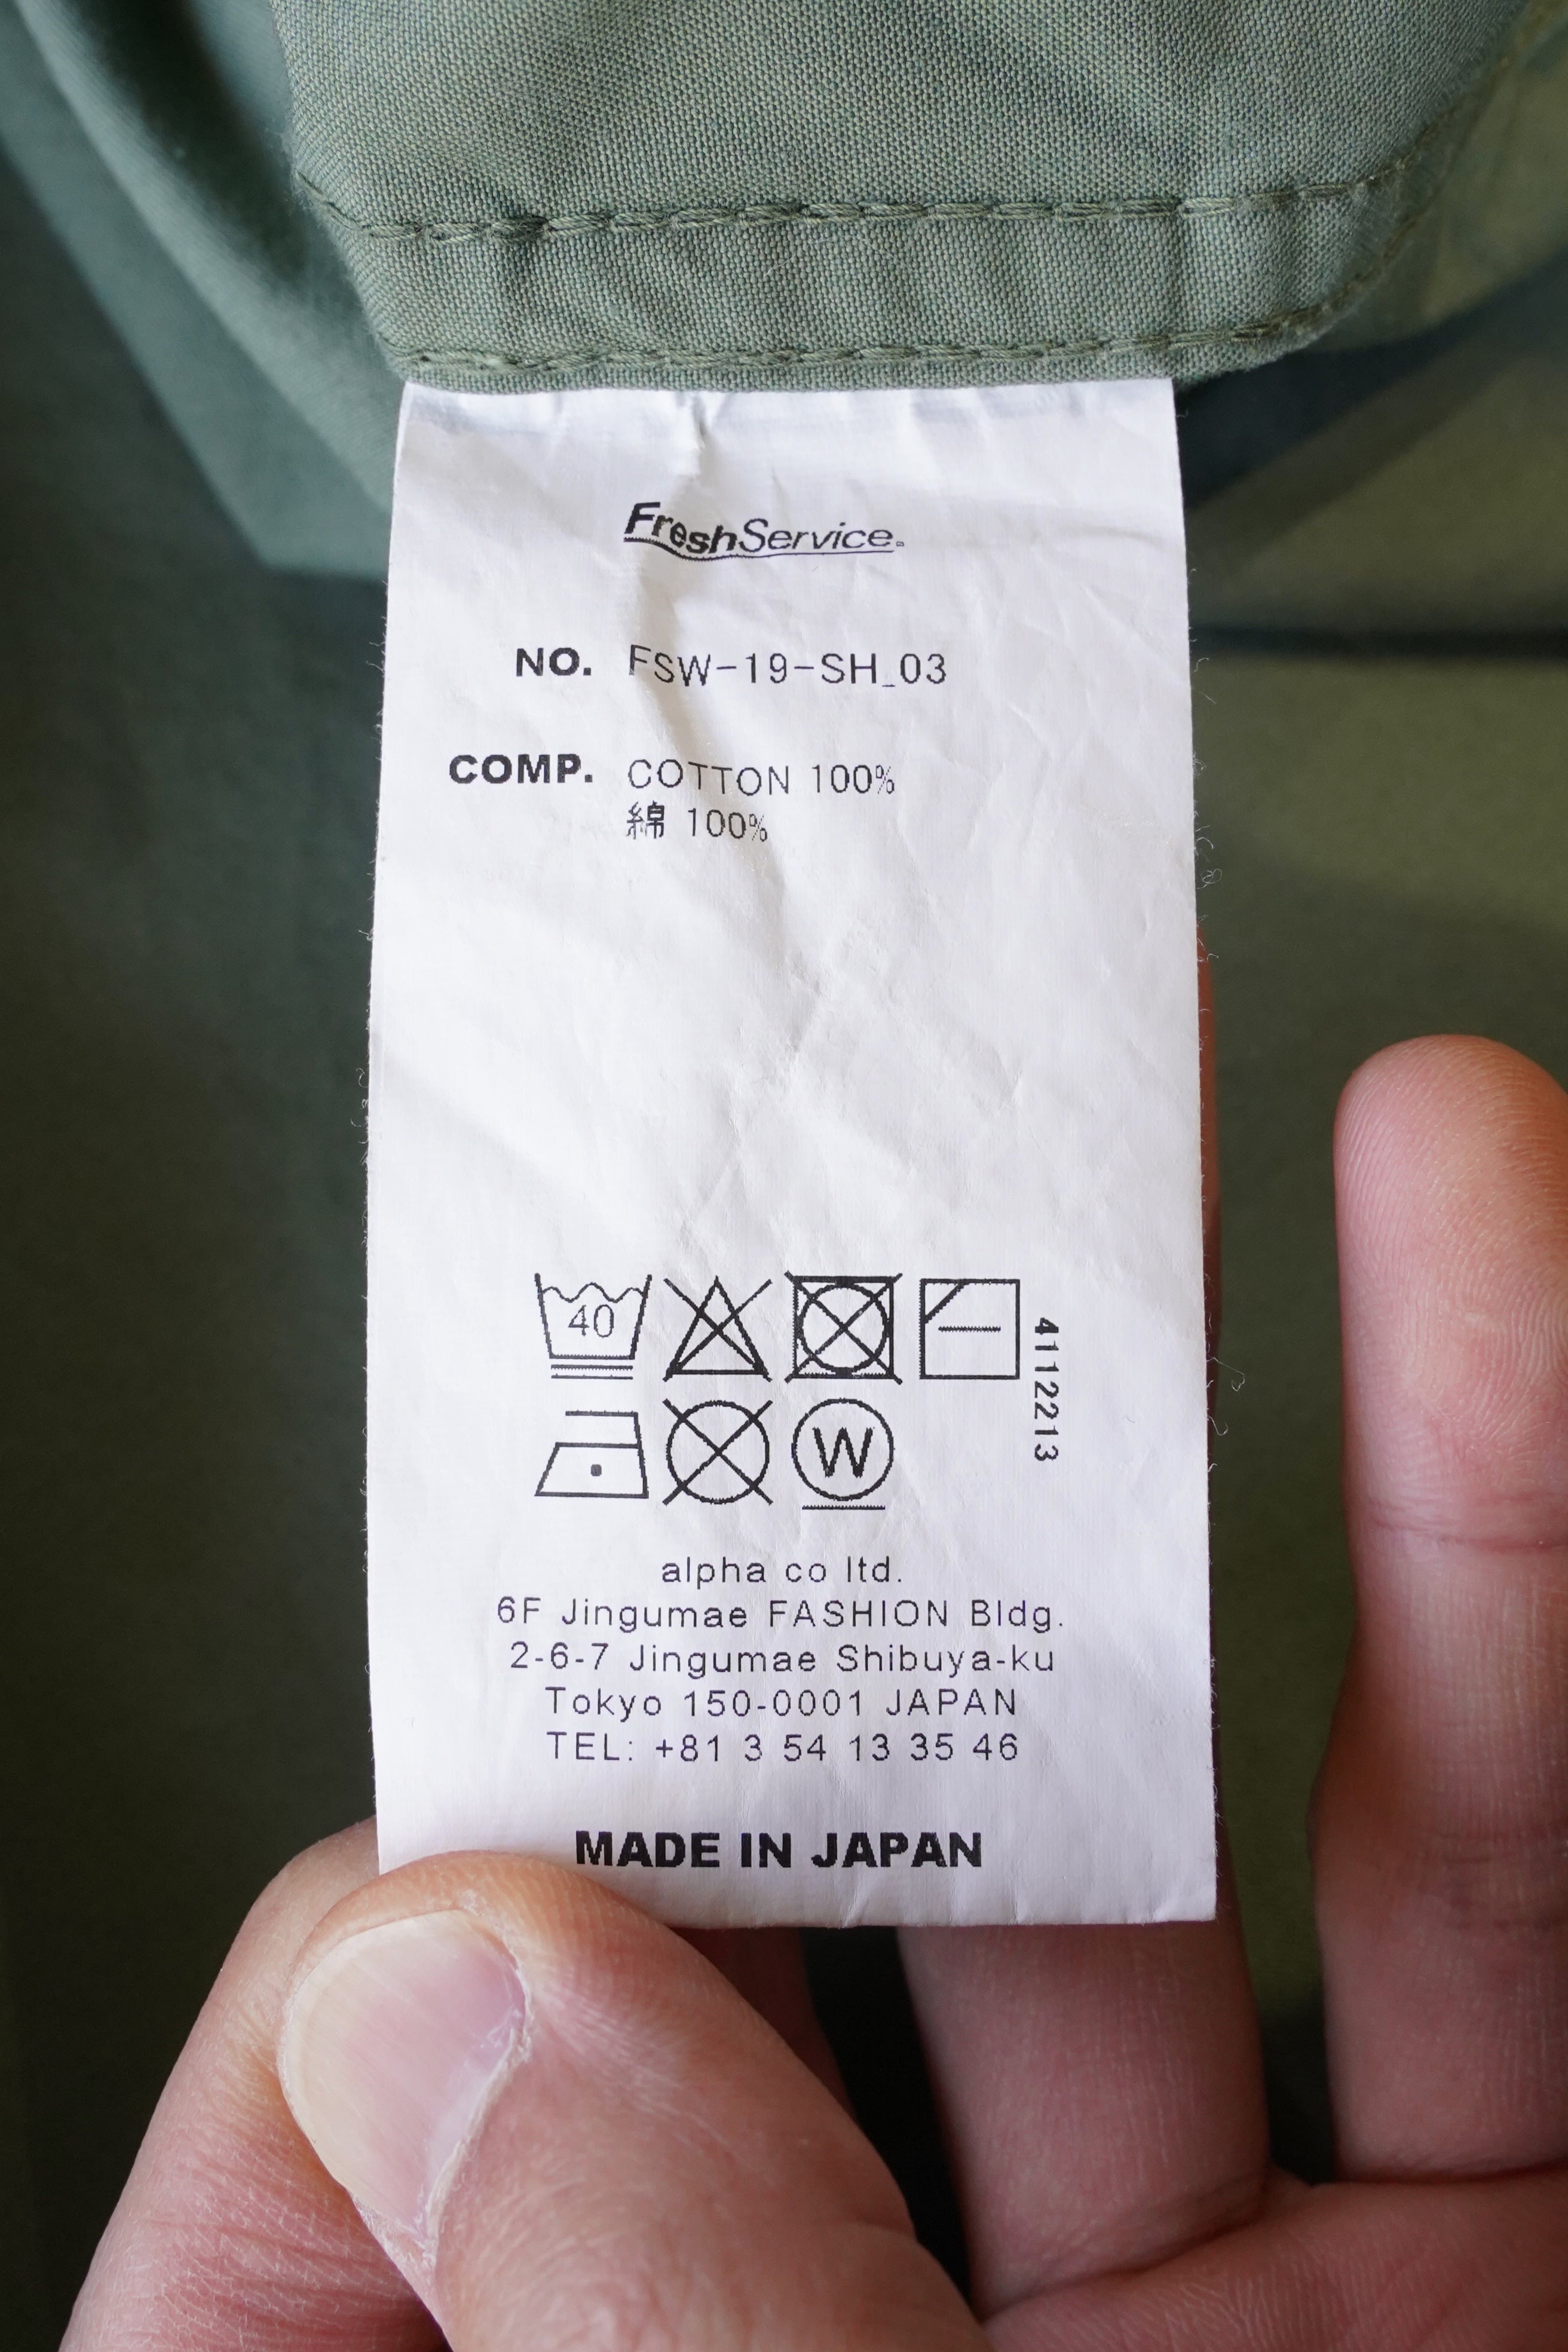 FreshService®
NO. FSW-19-SH_03
COMP. COTTON 100%
綿 100%
40
4112213
W
alpha co ltd.
6F Jingumae FASHION Bldg.
2-6-7 Jingumae Shibuya-ku
Tokyo 150-0001 JAPAN
TEL: +81 3 54 13 35 46
MADE IN JAPAN